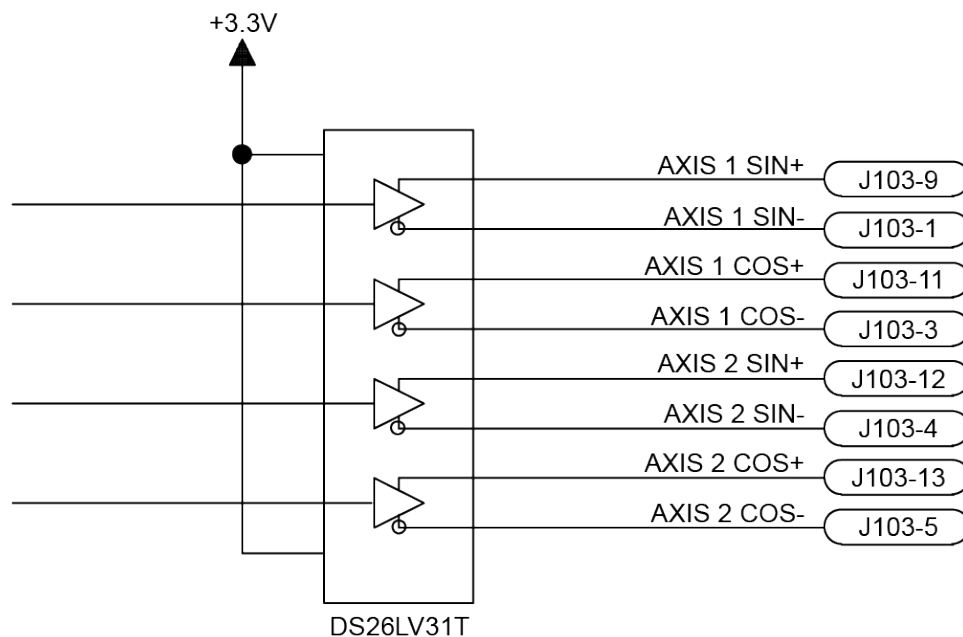 +3.3V
AXIS 1 SIN+
J103-9
AXIS 1 SIN-
J103-1
AXIS 1 COS+
J103-11
AXIS 1 COS-
J103-3
AXIS 2 SIN+
J103-12
AXIS 2 SIN-
J103-4
AXIS 2 COS+
J103-13
AXIS 2 COS-
J103-5
DS26LV31T